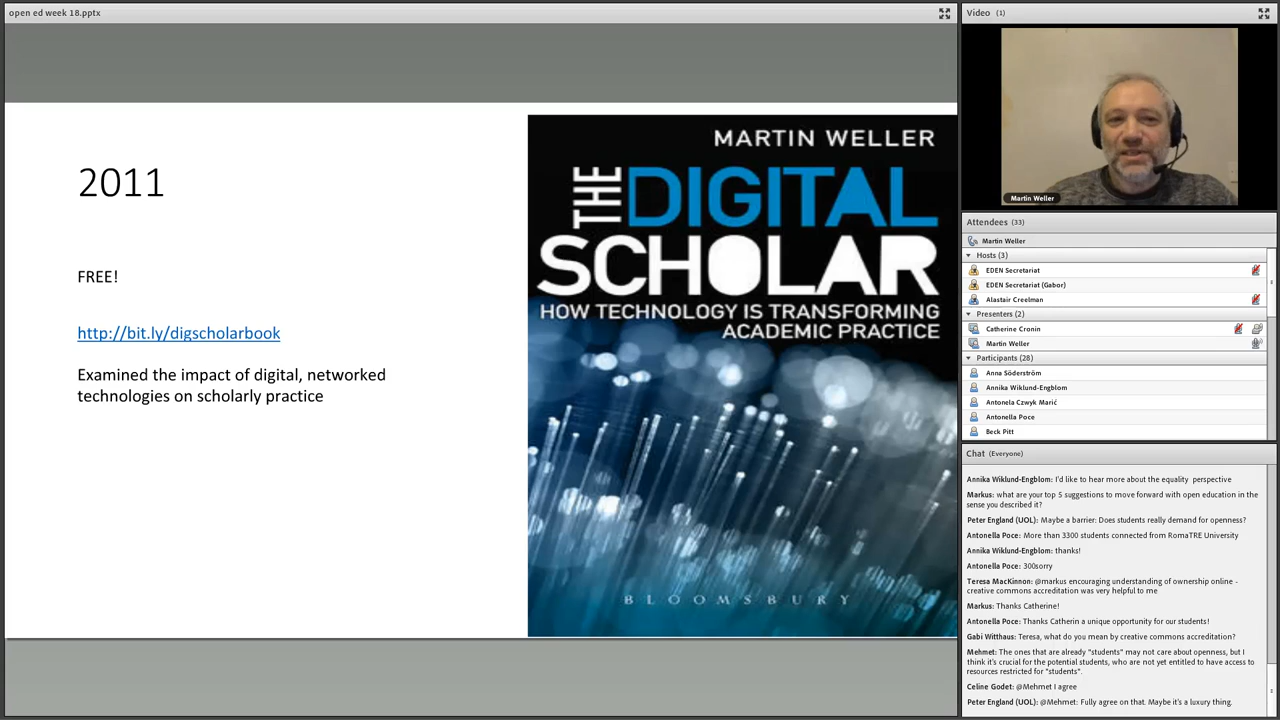 open ed week 18.pptx
2011
FREE!
http://bit.ly/digscholarbook
Examined the impact of digital, networked
technologies on scholarly practice
MARTIN WELLER
THE DIGITAL
SCHOLAR
HOW TECHNOLOGY IS TRANSFORMING
ACADEMIC PRACTICE
BLOOMSBURY
Video (1)
Martin Weller
Attendees (33)
Martin Weller
Hosts (3)
EDEN Secretariat
EDEN Secretariat (Gabor)
Alastair Creelman
Presenters (2)
Catherine Cronin
Martin Weller
Participants (28)
Anna Söderström
Annika Wiklund-Engblom
Antonela Czwyk Marić
Antonella Poce
Beck Pitt
Chat (Everyone)
Annika Wiklund-Engblom: I'd like to hear more about the equality perspective
Markus: what are your top 5 suggestions to move forward with open education in the
sense you described it?
Peter England (UOL): Maybe a barrier: Does students really demand for openness?
Antonella Poce: More than 3300 students connected from RomaTRE University
Annika Wiklund-Engblom: thanks!
Antonella Poce: 300sorry
Teresa MacKinnon: @markus encouraging understanding of ownership online -
creative commons accreditation was very helpful to me
Markus: Thanks Catherine!
Antonella Poce: Thanks Catherin a unique opportunity for our students!
Gabi Witthaus: Teresa, what do you mean by creative commons accreditation?
Mehmet: The ones that are already "students" may not care about openness, but I
think it's crucial for the potential students, who are not yet entitled to have access to
resources restricted for "students".
Celine Godet: @Mehmet I agree
Peter England (UOL): @Mehmet: Fully agree on that. Maybe it's a luxury thing.